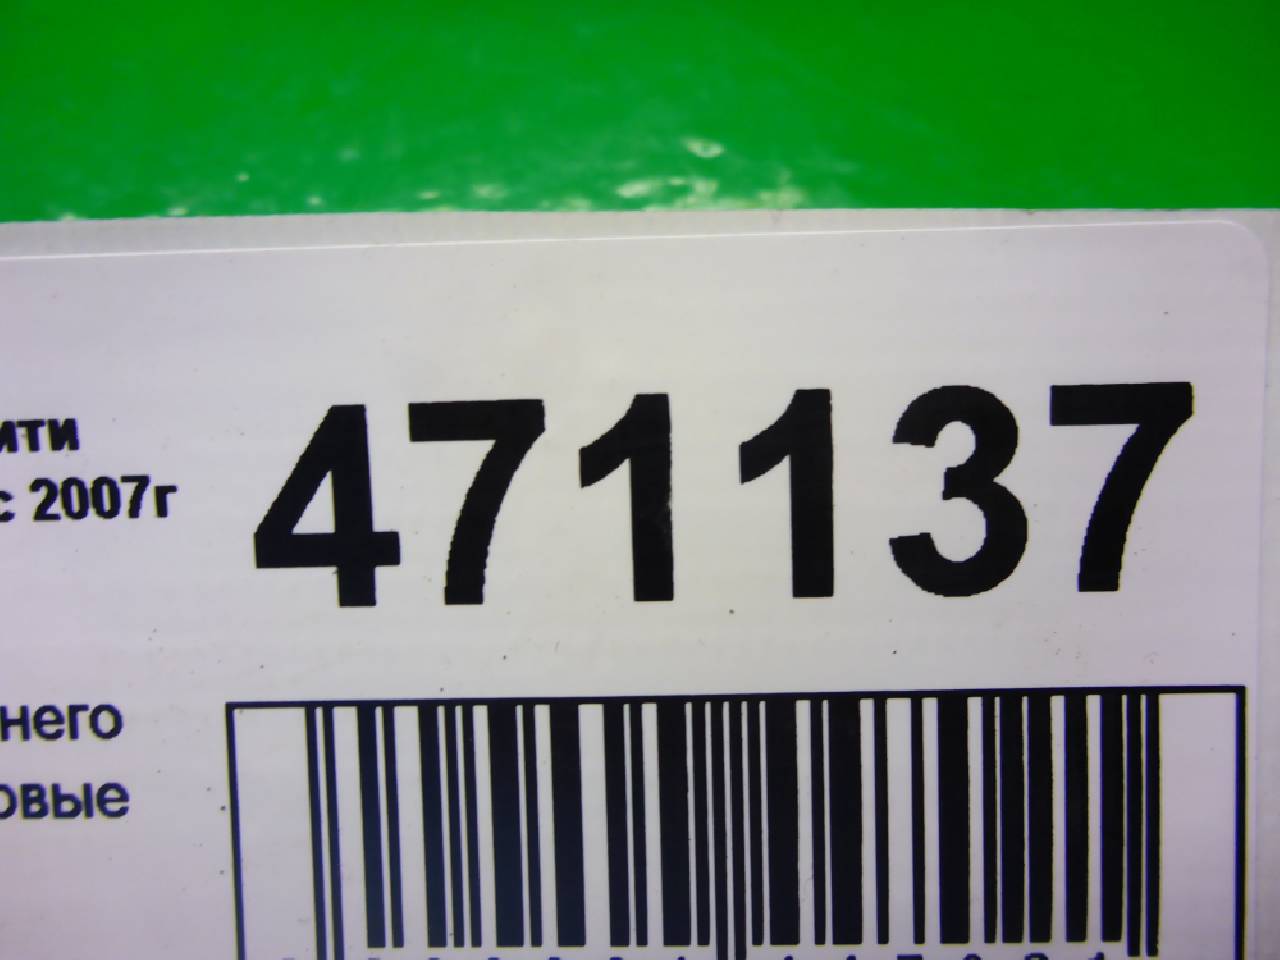 ити
с 2007г
471137
него
овые